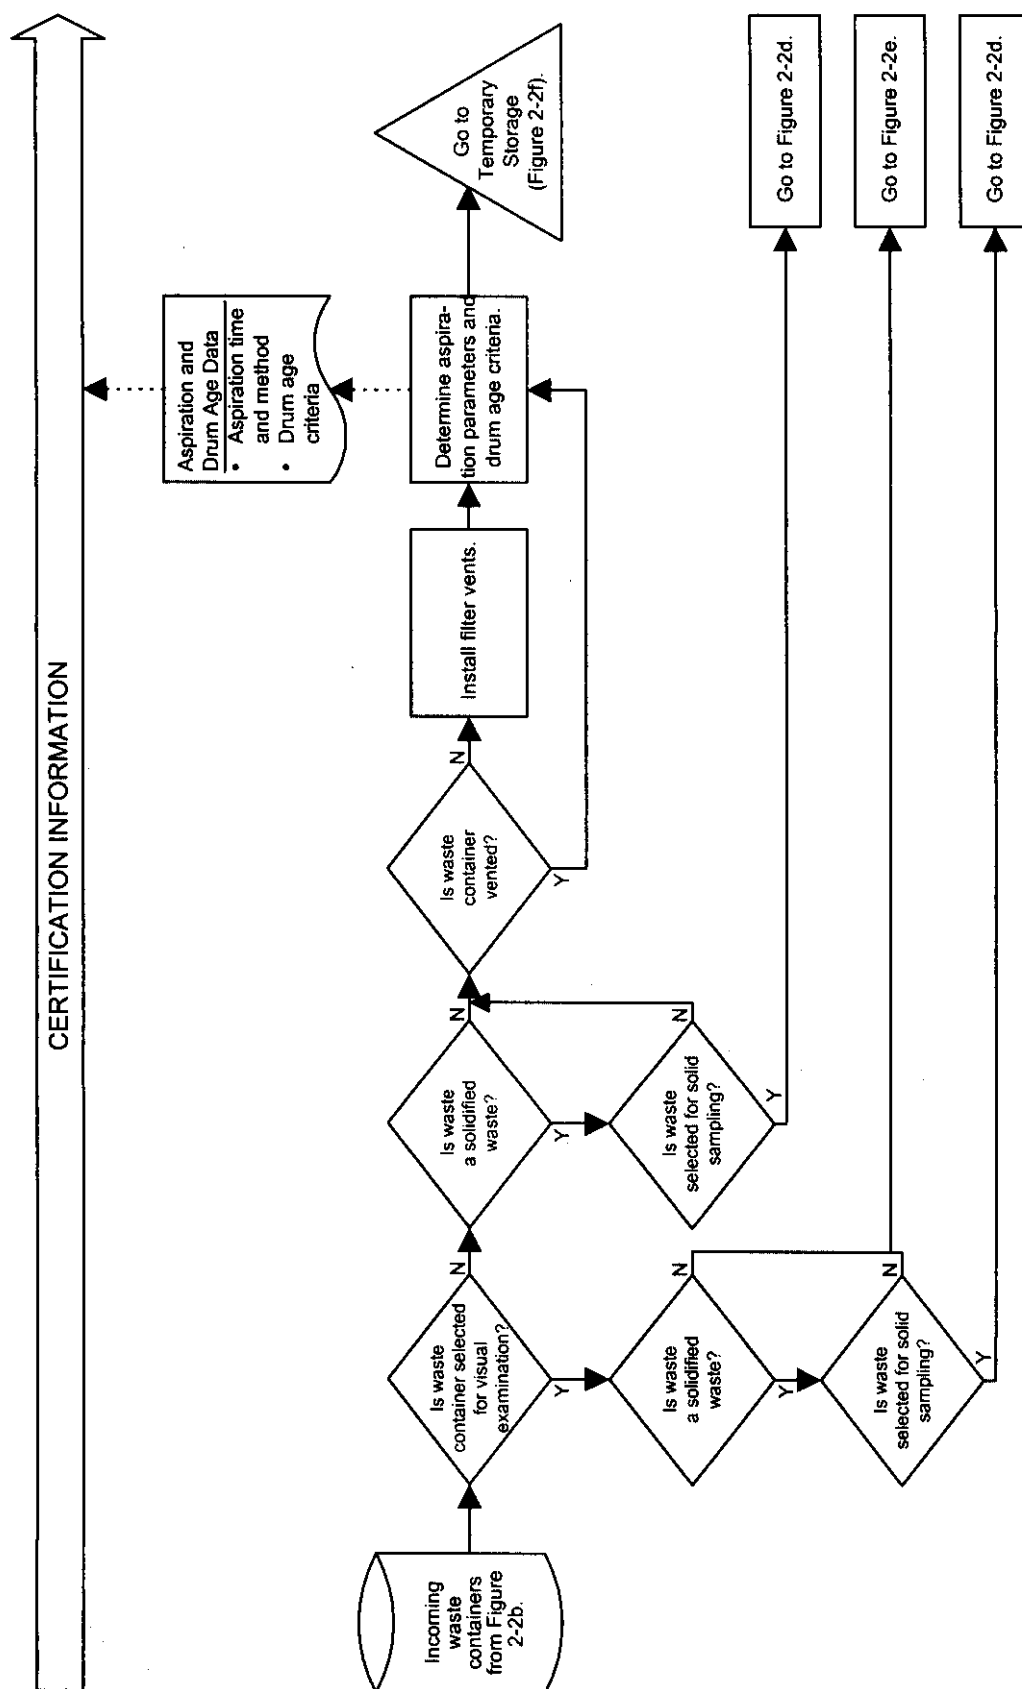 CERTIFICATION INFORMATION
Incoming
waste
containers
from Figure
2-2b.
Is waste
container selected
for visual
examination?
N
Y
Is waste
a solidified
waste?
N
Y
Is waste
container
vented?
N
Y
Install filter vents.
Determine aspira-
tion parameters and
drum age criteria.
Aspiration and
Drum Age Data
• Aspiration time
and method
• Drum age
criteria
Go to
Temporary
Storage
(Figure 2-2f).
Is waste
selected for solid
sampling?
N
Y
Go to Figure 2-2d.
Is waste
a solidified
waste?
N
Y
Go to Figure 2-2e.
Is waste
selected for solid
sampling?
N
Y
Go to Figure 2-2d.